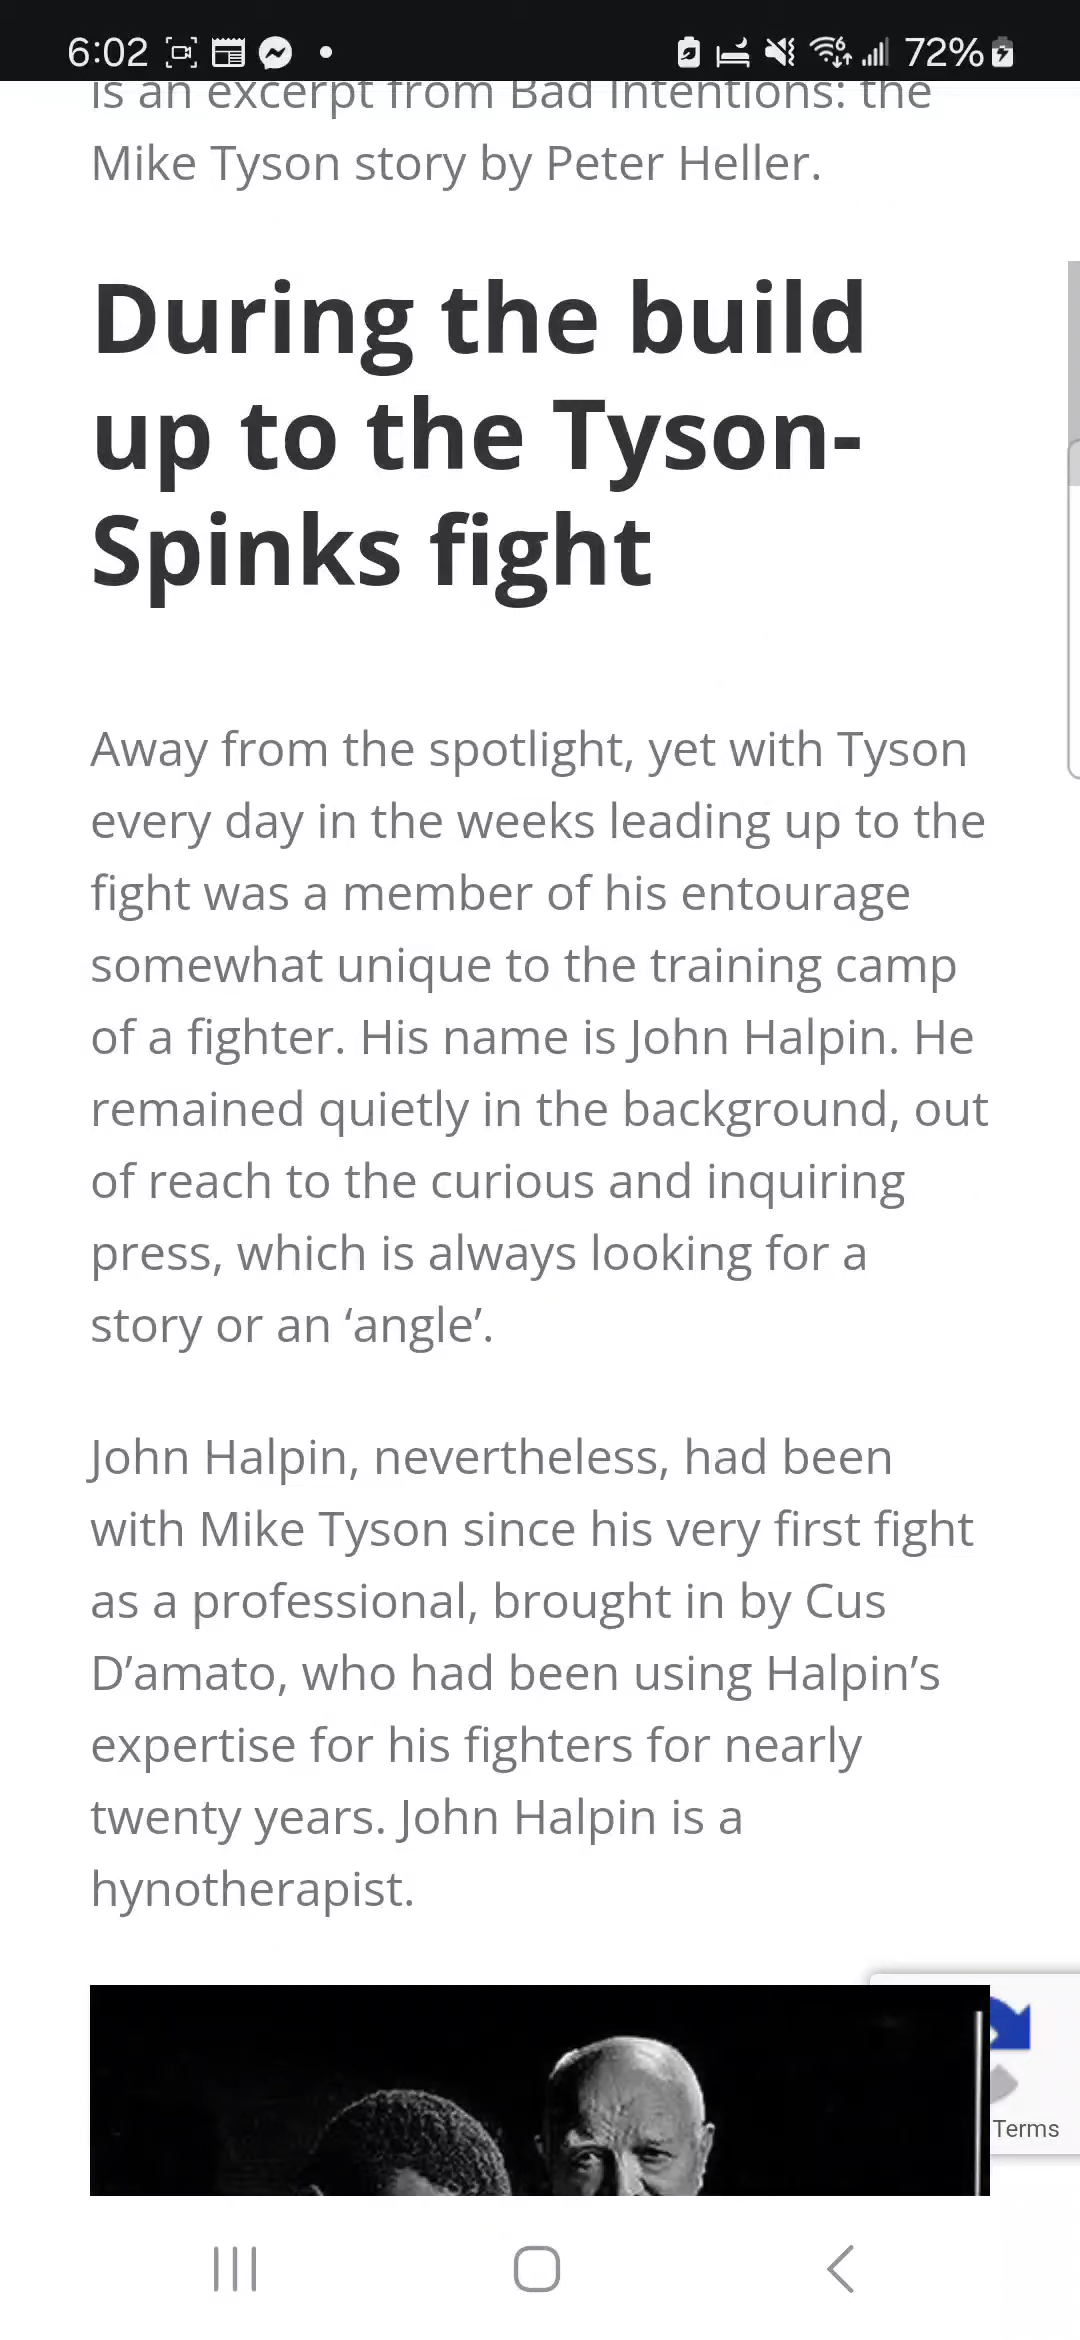 6:02
72%
is an excerpt from Bad Intentions: the
Mike Tyson story by Peter Heller.
During the build
up to the Tyson-
Spinks fight
Away from the spotlight, yet with Tyson
every day in the weeks leading up to the
fight was a member of his entourage
somewhat unique to the training camp
of a fighter. His name is John Halpin. He
remained quietly in the background, out
of reach to the curious and inquiring
press, which is always looking for a
story or an ‘angle’.
John Halpin, nevertheless, had been
with Mike Tyson since his very first fight
as a professional, brought in by Cus
D’amato, who had been using Halpin’s
expertise for his fighters for nearly
twenty years. John Halpin is a
hynotherapist.
Terms